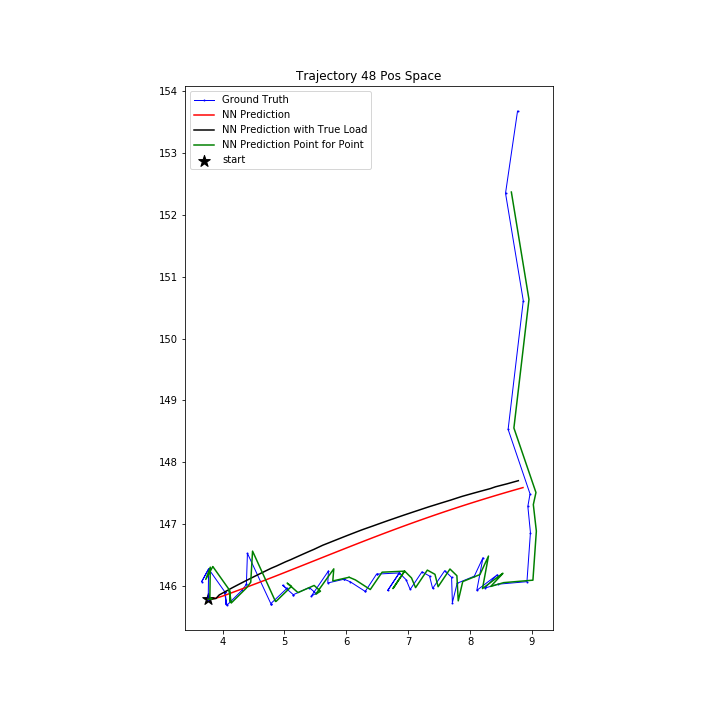 Trajectory 48 Pos Space
Ground Truth
NN Prediction
NN Prediction with True Load
NN Prediction Point for Point
start
154
153
152
151
150
149
148
147
146
4 5 6 7 8 9